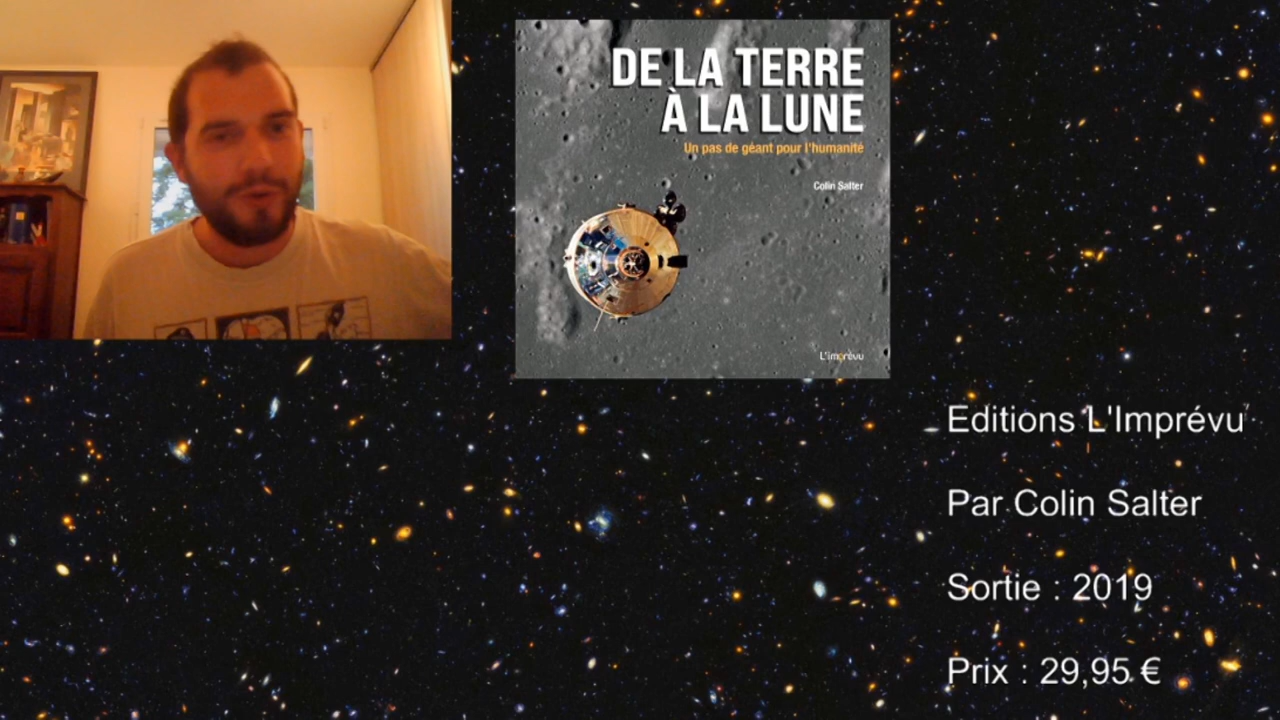 DE LA TERRE
À LA LUNE
Un pas de géant pour l'humanité
Colin Salter
L'imprévu
Editions L'Imprévu
Par Colin Salter
Sortie : 2019
Prix : 29,95 €